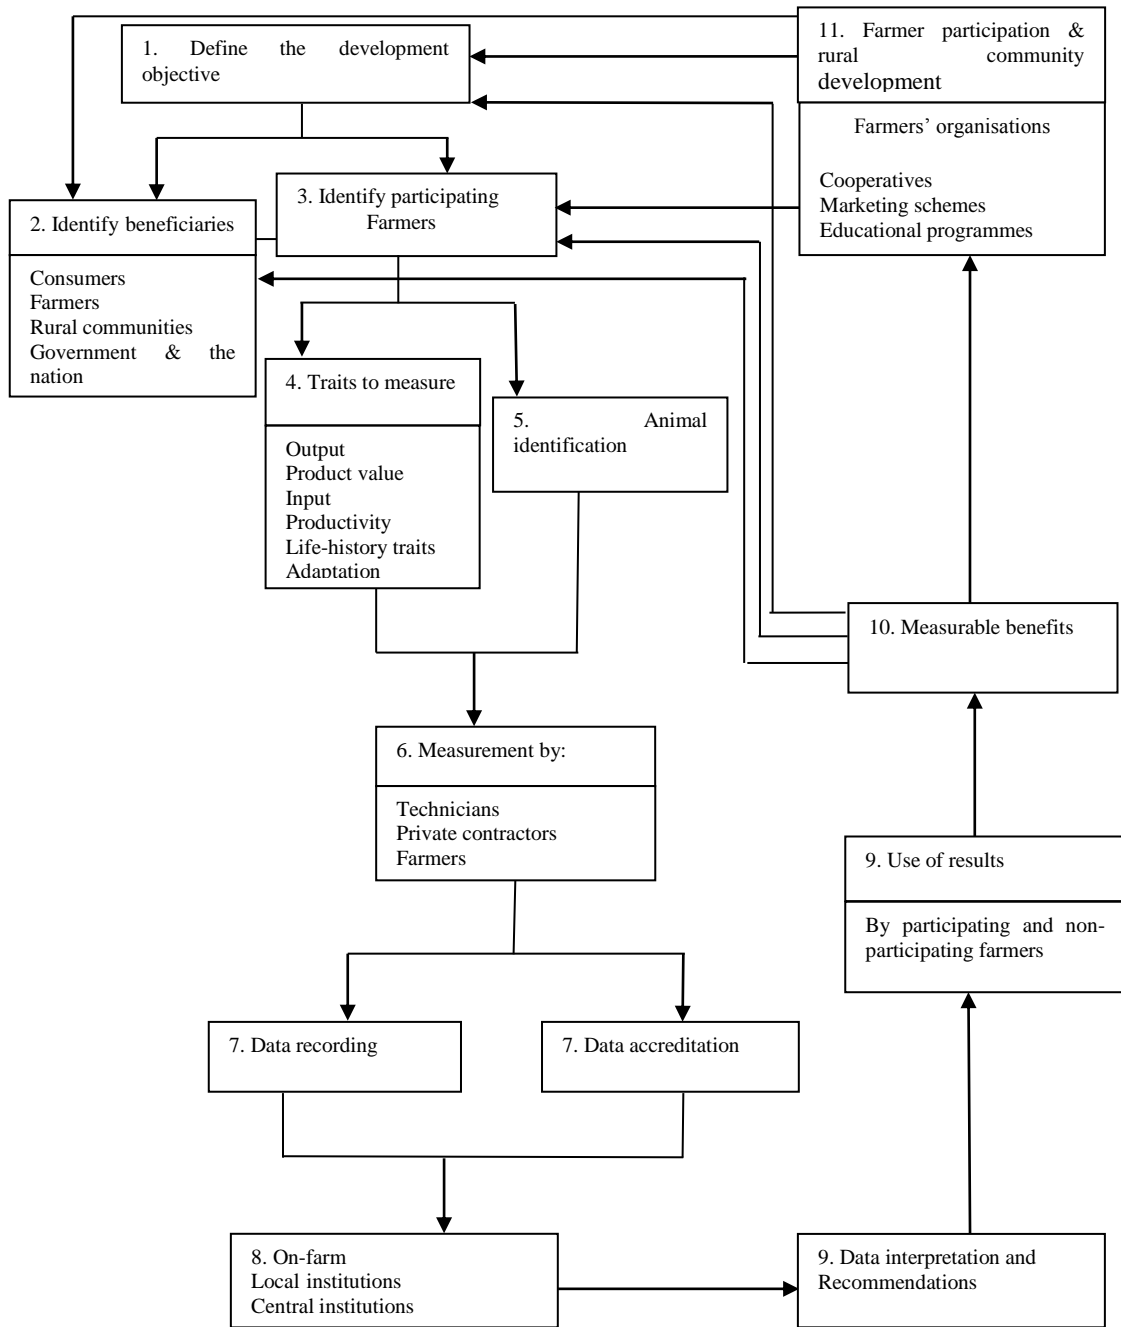 1. Define the development
objective
11. Farmer participation &
rural community
development
Farmers’ organisations
Cooperatives
Marketing schemes
Educational programmes
2. Identify beneficiaries
Consumers
Farmers
Rural communities
Government & the
nation
3. Identify participating
Farmers
4. Traits to measure
Output
Product value
Input
Productivity
Life-history traits
Adaptation
5. Animal
identification
10. Measurable benefits
6. Measurement by:
Technicians
Private contractors
Farmers
9. Use of results
By participating and non-
participating farmers
7. Data recording
7. Data accreditation
8. On-farm
Local institutions
Central institutions
9. Data interpretation and
Recommendations